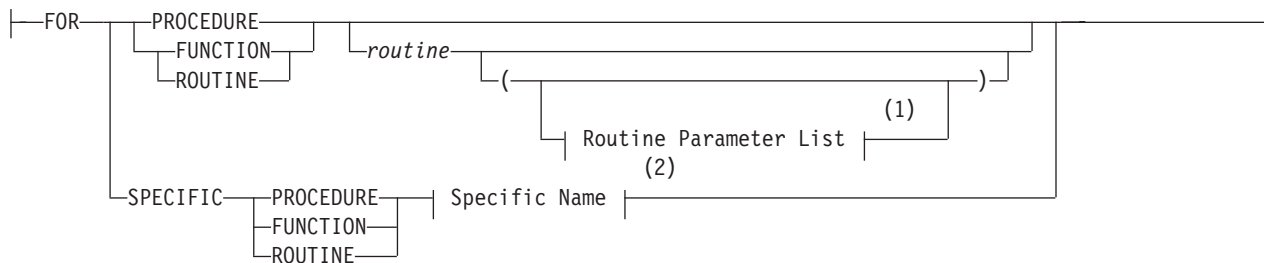 FOR PROCEDURE
FUNCTION routine
ROUTINE ( )
(1)
Routine Parameter List
(2)
SPECIFIC PROCEDURE Specific Name
FUNCTION
ROUTINE